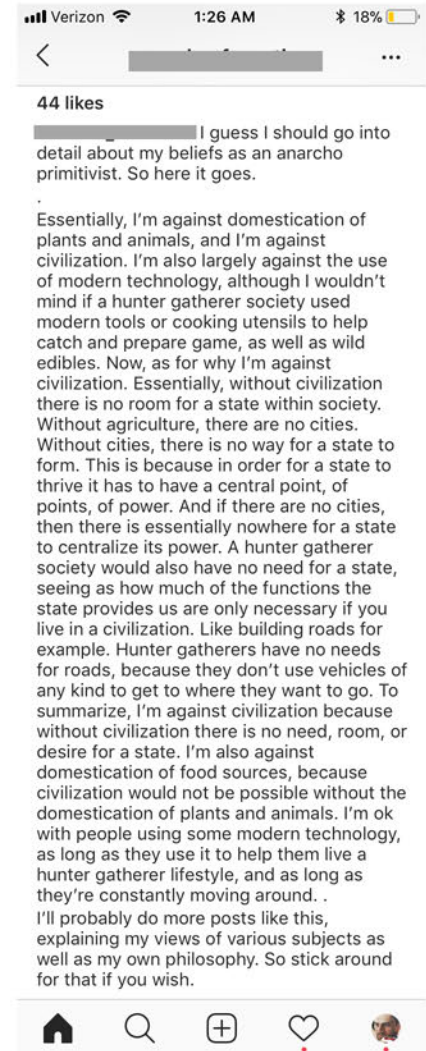 Verizon 1:26 AM 18%
44 likes
I guess I should go into
detail about my beliefs as an anarcho
primitivist. So here it goes.
.
Essentially, I’m against domestication of
plants and animals, and I’m against
civilization. I’m also largely against the use
of modern technology, although I wouldn’t
mind if a hunter gatherer society used
modern tools or cooking utensils to help
catch and prepare game, as well as wild
edibles. Now, as for why I’m against
civilization. Essentially, without civilization
there is no room for a state within society.
Without agriculture, there are no cities.
Without cities, there is no way for a state to
form. This is because in order for a state to
thrive it has to have a central point, of
points, of power. And if there are no cities,
then there is essentially nowhere for a state
to centralize its power. A hunter gatherer
society would also have no need for a state,
seeing as how much of the functions the
state provides us are only necessary if you
live in a civilization. Like building roads for
example. Hunter gatherers have no needs
for roads, because they don’t use vehicles of
any kind to get to where they want to go. To
summarize, I’m against civilization because
without civilization there is no need, room, or
desire for a state. I’m also against
domestication of food sources, because
civilization would not be possible without the
domestication of plants and animals. I’m ok
with people using some modern technology,
as long as they use it to help them live a
hunter gatherer lifestyle, and as long as
they’re constantly moving around. .
I’ll probably do more posts like this,
explaining my views of various subjects as
well as my own philosophy. So stick around
for that if you wish.